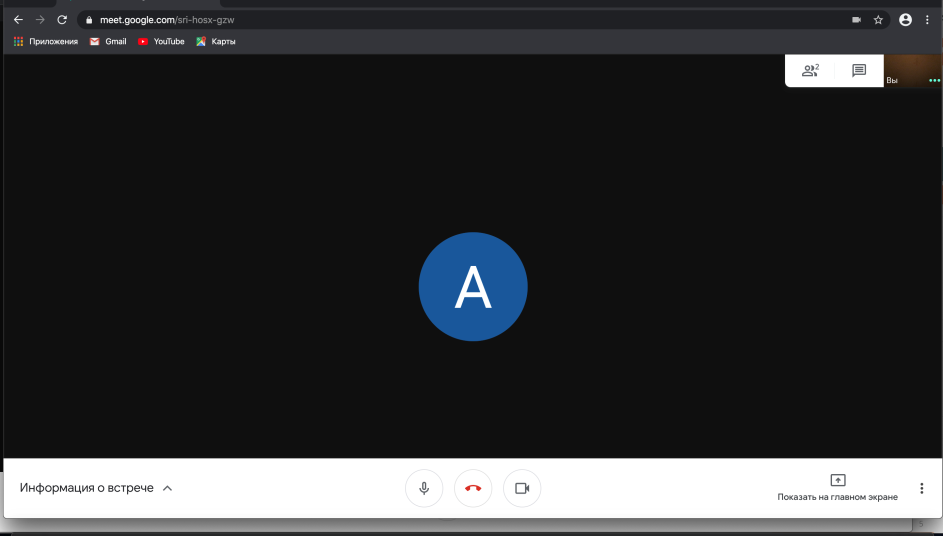 meet.google.com/sri-hosx-gzw
Приложения Gmail YouTube Карты
2
Вы
A
Информация о встрече
Показать на главном экране